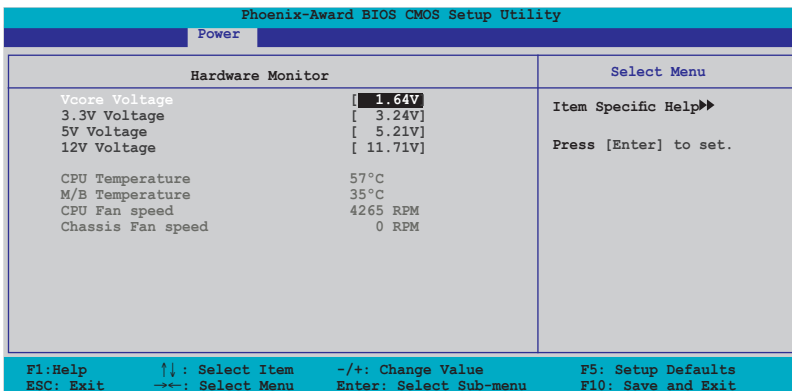 Phoenix-Award BIOS CMOS Setup Utility
Power
Hardware Monitor
Select Menu
Vcore Voltage [ 1.64V]
3.3V Voltage [ 3.24V]
5V Voltage [ 5.21V]
12V Voltage [ 11.71V]
CPU Temperature 57°C
M/B Temperature 35°C
CPU Fan speed 4265 RPM
Chassis Fan speed 0 RPM
Item Specific Help▶▶
Press [Enter] to set.
F1:Help ↑↓ : Select Item -/+: Change Value F5: Setup Defaults
ESC: Exit →←: Select Menu Enter: Select Sub-menu F10: Save and Exit